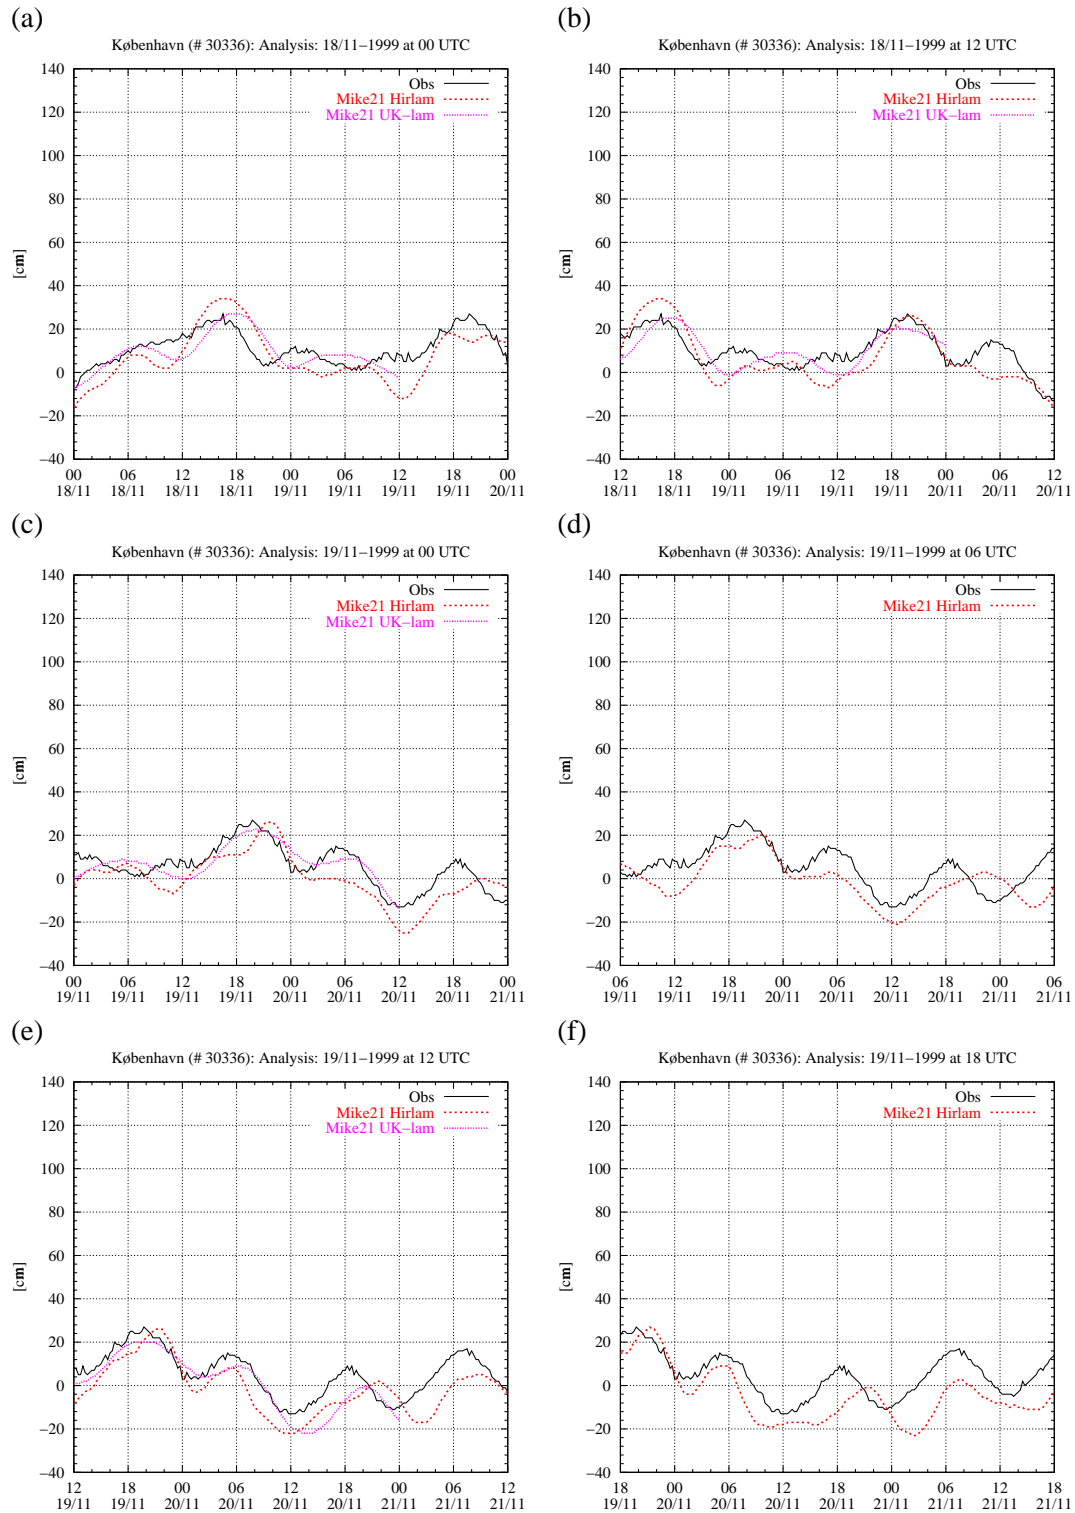 (a)
København (# 30336): Analysis: 18/11−1999 at 00 UTC
140
120
100
80
60
40
20
0
−20
−40
[cm]
Obs
Mike21 Hirlam
Mike21 UK−lam
00 06 12 18 00 06 12 18 00
18/11 18/11 18/11 18/11 19/11 19/11 19/11 19/11 20/11
(b)
København (# 30336): Analysis: 18/11−1999 at 12 UTC
140
120
100
80
60
40
20
0
−20
−40
[cm]
Obs
Mike21 Hirlam
Mike21 UK−lam
12 18 00 06 12 18 00 06 12
18/11 18/11 19/11 19/11 19/11 19/11 20/11 20/11 20/11
(c)
København (# 30336): Analysis: 19/11−1999 at 00 UTC
140
120
100
80
60
40
20
0
−20
−40
[cm]
Obs
Mike21 Hirlam
Mike21 UK−lam
00 06 12 18 00 06 12 18 00
19/11 19/11 19/11 19/11 20/11 20/11 20/11 20/11 21/11
(d)
København (# 30336): Analysis: 19/11−1999 at 06 UTC
140
120
100
80
60
40
20
0
−20
−40
[cm]
Obs
Mike21 Hirlam
06 12 18 00 06 12 18 00 06
19/11 19/11 19/11 20/11 20/11 20/11 20/11 21/11 21/11
(e)
København (# 30336): Analysis: 19/11−1999 at 12 UTC
140
120
100
80
60
40
20
0
−20
−40
[cm]
Obs
Mike21 Hirlam
Mike21 UK−lam
12 18 00 06 12 18 00 06 12
19/11 19/11 20/11 20/11 20/11 20/11 21/11 21/11 21/11
(f)
København (# 30336): Analysis: 19/11−1999 at 18 UTC
140
120
100
80
60
40
20
0
−20
−40
[cm]
Obs
Mike21 Hirlam
18 00 06 12 18 00 06 12 18
19/11 20/11 20/11 20/11 20/11 21/11 21/11 21/11 21/11